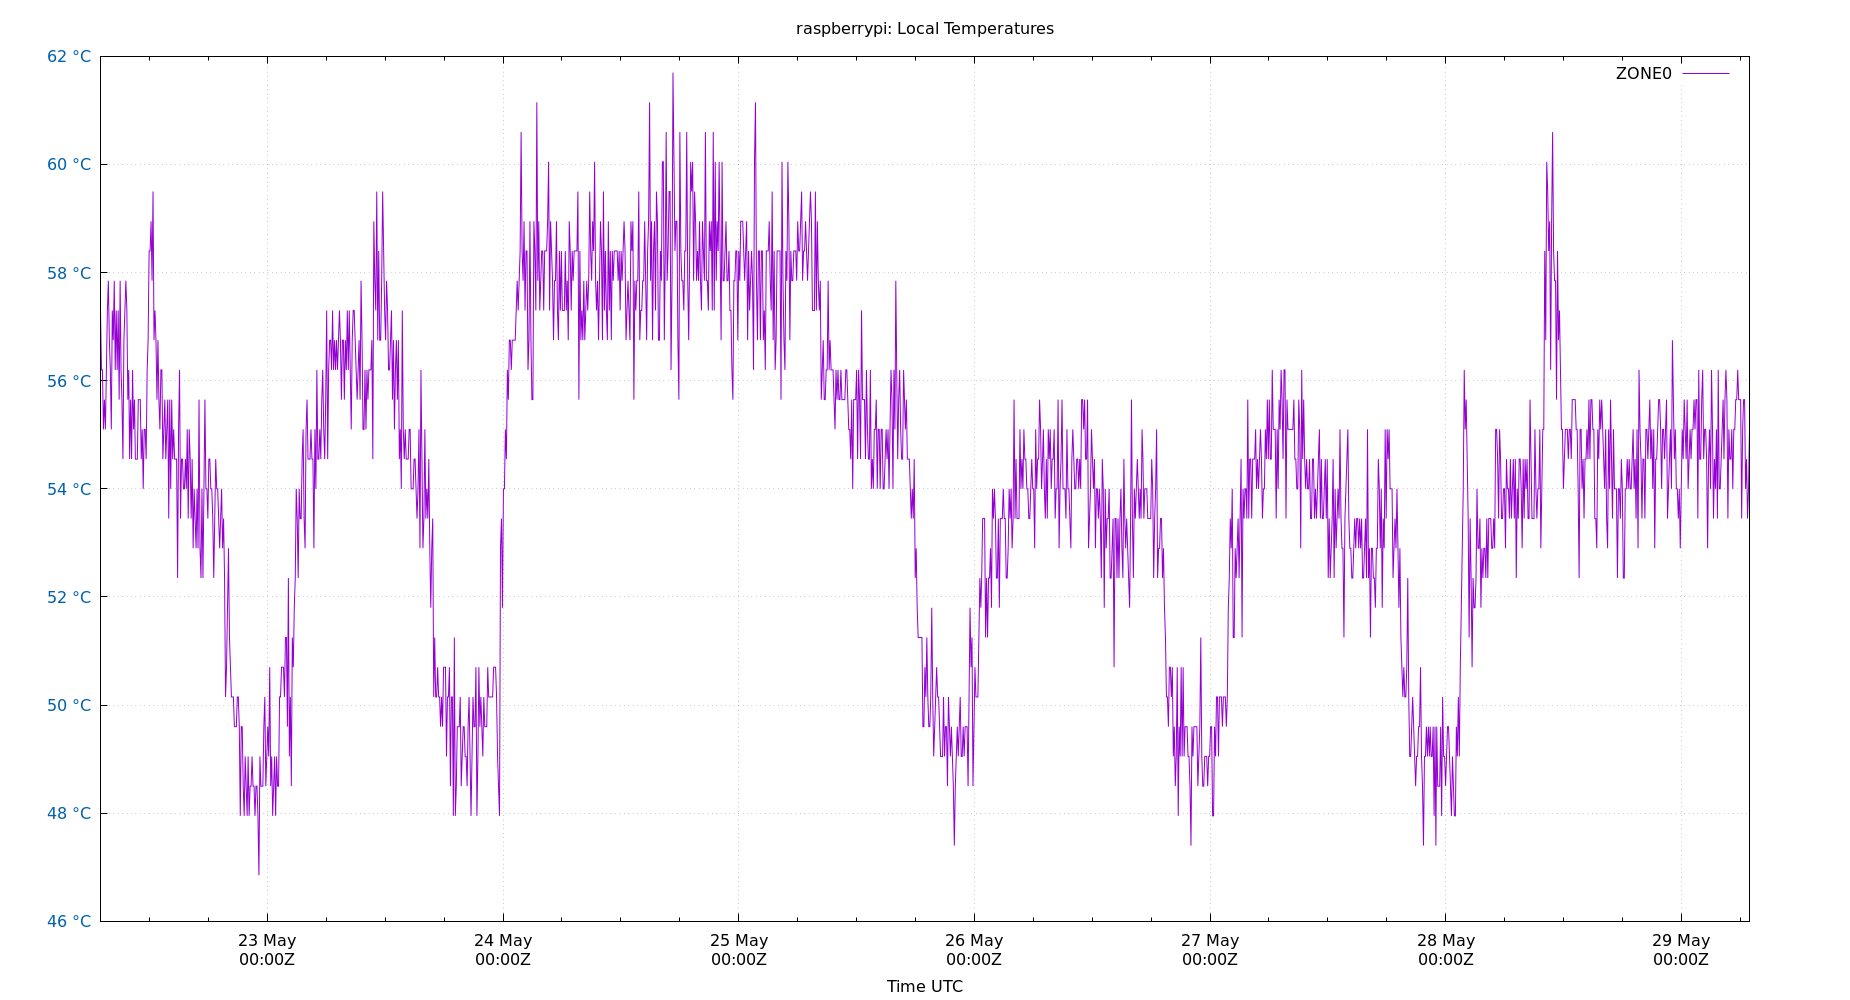 raspberrypi: Local Temperatures
62 °C
ZONE0
60 °C
58 °C
56 °C
54 °C
52 °C
50 °C
48 °C
46 °C
23 May 24 May 25 May 26 May 27 May 28 May 29 May
00:00Z 00:00Z 00:00Z 00:00Z 00:00Z 00:00Z 00:00Z
Time UTC